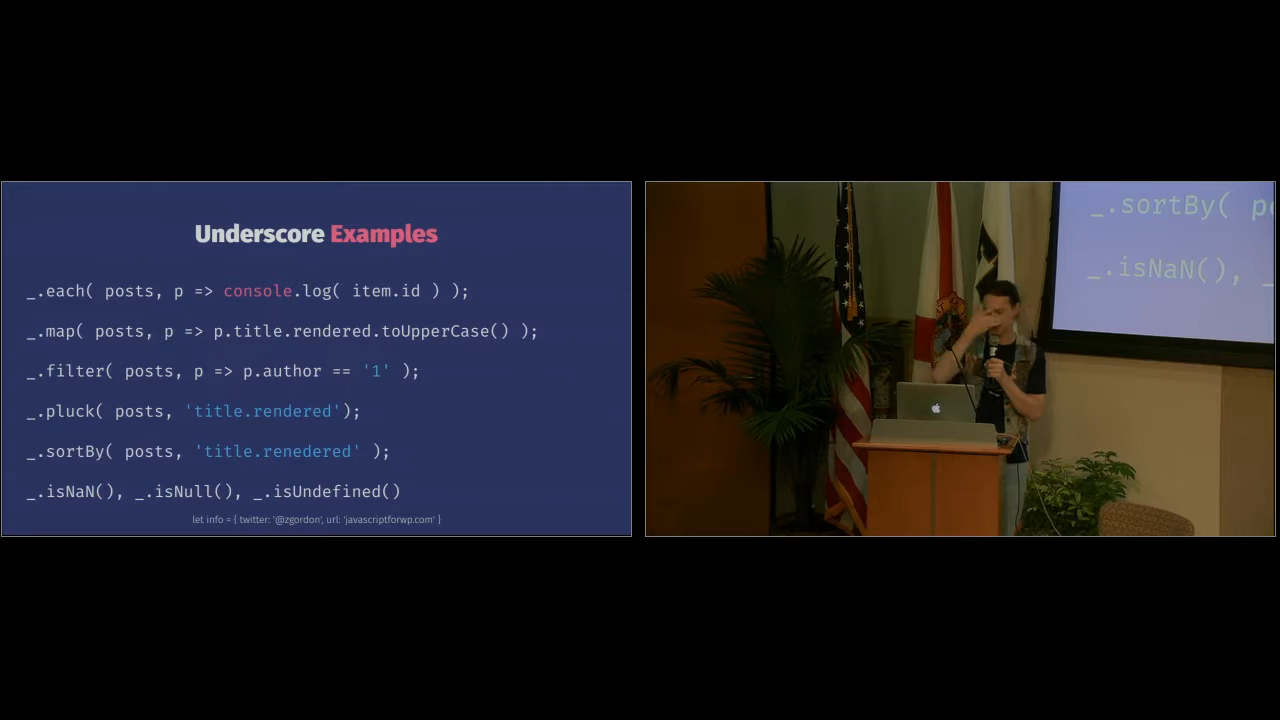 Underscore Examples
_.each( posts, p => console.log( item.id ) );
_.map( posts, p => p.title.rendered.toUpperCase() );
_.filter( posts, p => p.author == '1' );
_.pluck( posts, 'title.rendered');
_.sortBy( posts, 'title.renedered' );
_.isNaN(), _.isNull(), _.isUndefined()
let info = { twitter: '@zgordon', url: 'javascriptforwp.com' }
_.sortBy( p
_.isNaN(), _